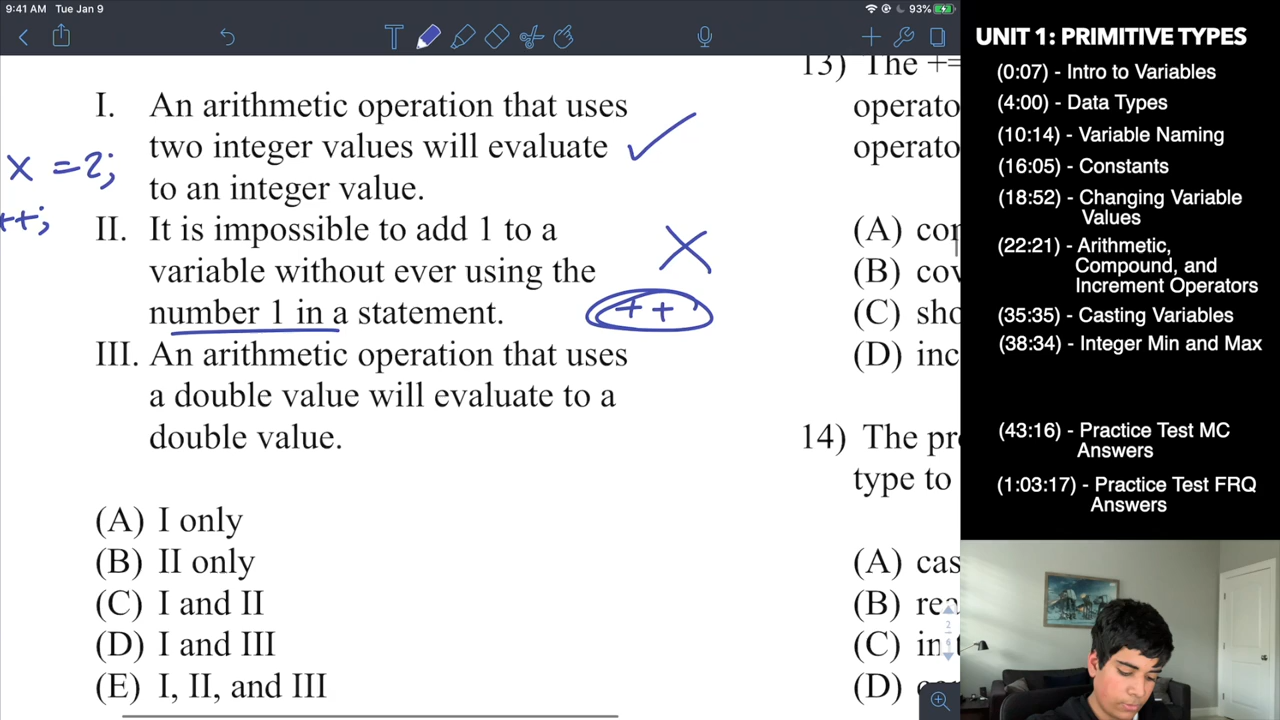 9:41 AM Tue Jan 9
93%
I. An arithmetic operation that uses
two integer values will evaluate
to an integer value.
II. It is impossible to add 1 to a
variable without ever using the
number 1 in a statement.
III. An arithmetic operation that uses
a double value will evaluate to a
double value.
(A) I only
(B) II only
(C) I and II
(D) I and III
(E) I, II, and III
x = 2;
++;
++
13) The +=
operato
operato
(A) con
(B) cov
(C) sho
(D) inc
14) The pr
type to
(A) cas
(B) rea
(C) in t
(D)
UNIT 1: PRIMITIVE TYPES
(0:07) - Intro to Variables
(4:00) - Data Types
(10:14) - Variable Naming
(16:05) - Constants
(18:52) - Changing Variable
Values
(22:21) - Arithmetic,
Compound, and
Increment Operators
(35:35) - Casting Variables
(38:34) - Integer Min and Max
(43:16) - Practice Test MC
Answers
(1:03:17) - Practice Test FRQ
Answers